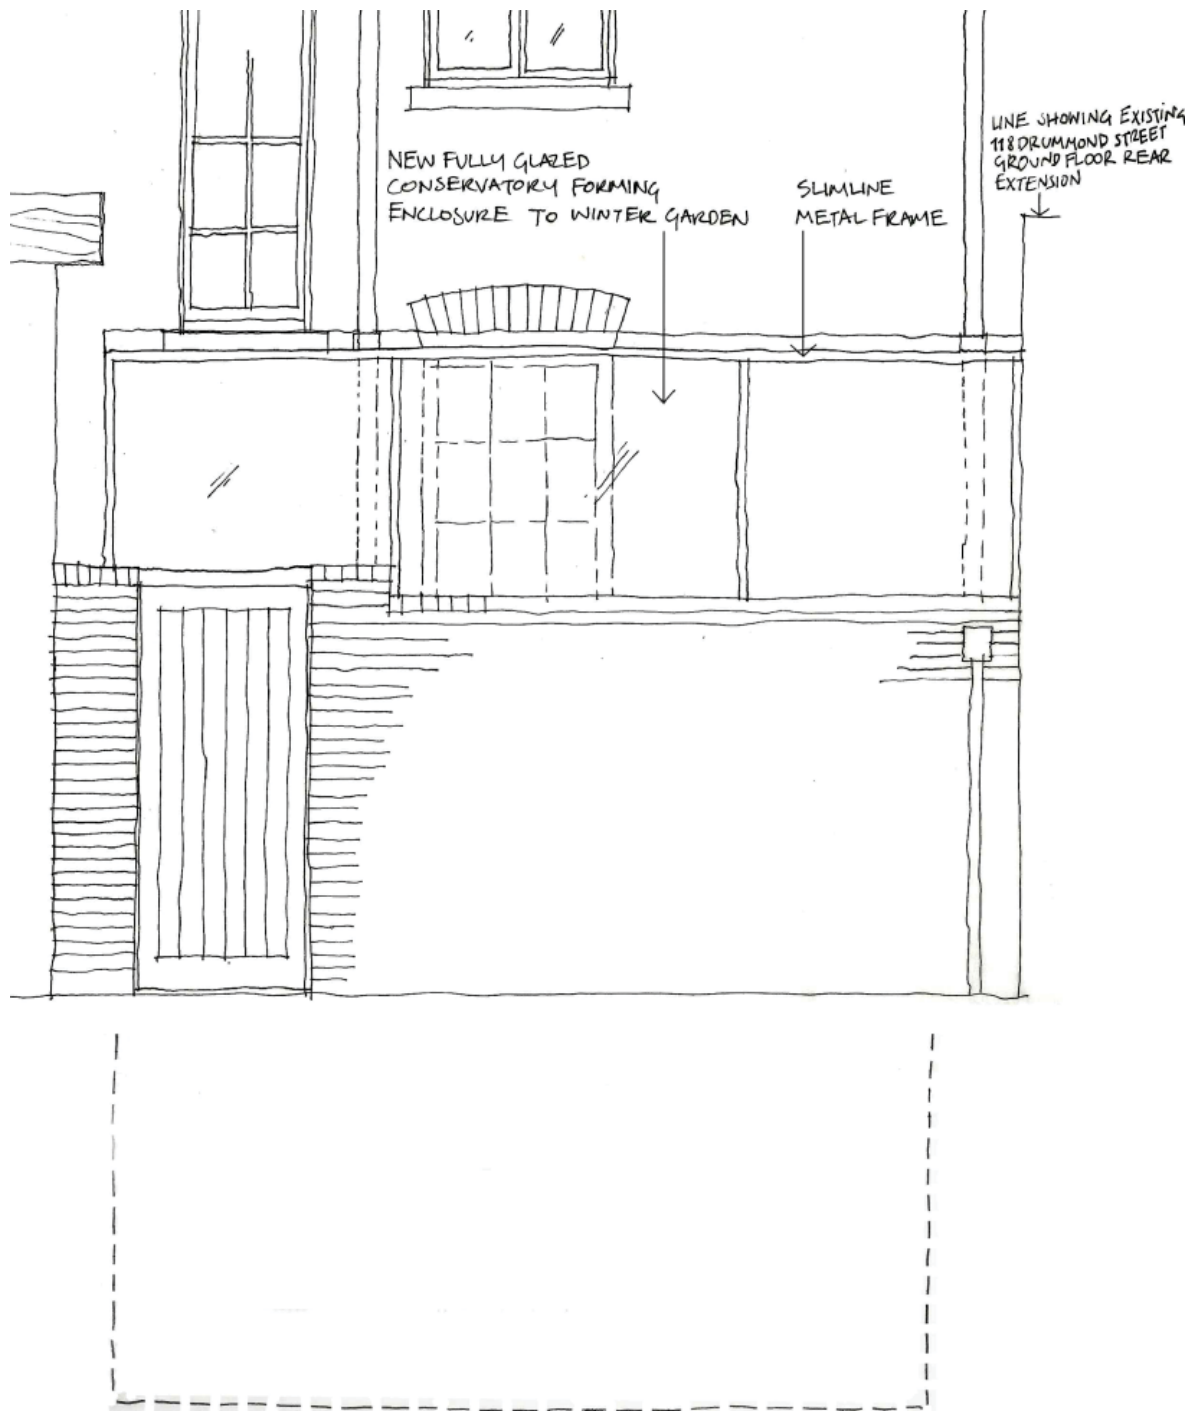 NEW FULLY GLAZED
CONSERVATORY FORMING
ENCLOSURE TO WINTER GARDEN
SLIMLINE
METAL FRAME
LINE SHOWING EXISTING
118 DRUMMOND STREET
GROUND FLOOR REAR
EXTENSION